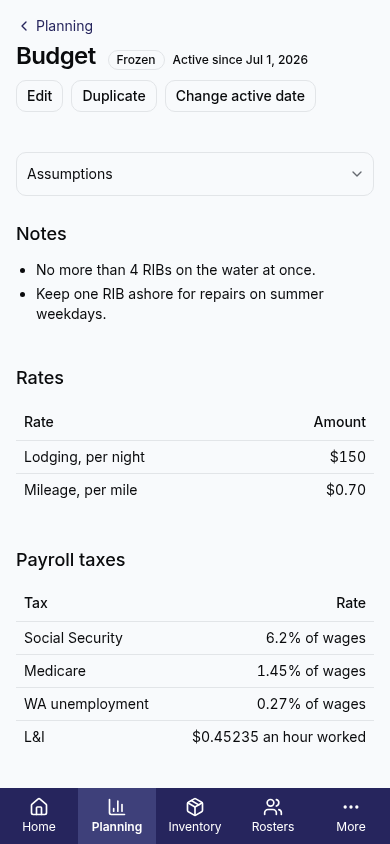 Planning
Budget Frozen Active since Jul 1, 2026
Edit Duplicate Change active date
Assumptions
Notes
• No more than 4 RIBs on the water at once.
• Keep one RIB ashore for repairs on summer
weekdays.
Rates
Rate Amount
Lodging, per night $150
Mileage, per mile $0.70
Payroll taxes
Tax Rate
Social Security 6.2% of wages
Medicare 1.45% of wages
WA unemployment 0.27% of wages
L&I $0.45235 an hour worked
Home Planning Inventory Rosters More